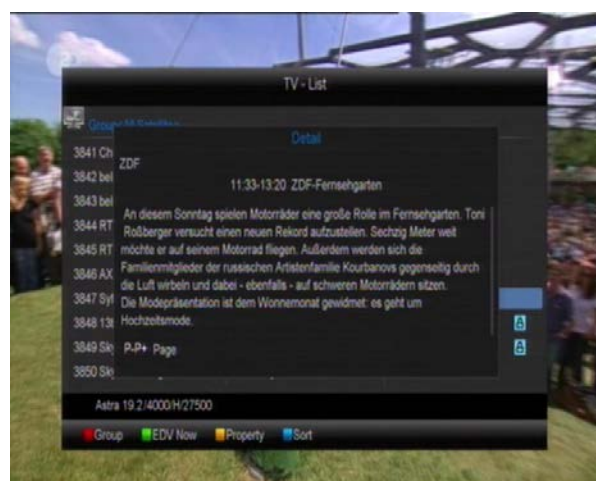 2
TV - List
Group:All Satellites
Detail
3841 Ch
ZDF
3842 bel
11:33-13:20 ZDF-Fernsehgarten
3843 bel
An diesem Sonntag spielen Motorräder eine große Rolle im Fernsehgarten. Toni
3844 RT
Roßberger versucht einen neuen Rekord aufzustellen. Sechzig Meter weit
3845 RT
möchte er auf seinem Motorrad fliegen. Außerdem werden sich die
3846 AX
Familienmitglieder der russischen Artistenfamilie Kourbanovs gegenseitig durch
die Luft wirbeln und dabei - ebenfalls - auf schweren Motorrädern sitzen.
3847 Syf
Die Modepräsentation ist dem Wonnemonat gewidmet: es geht um
3848 13t
Hochzeitsmode.
3849 Sky
P-P+ Page
3850 Sky
Astra 19.2/4000/H/27500
Group EDV Now Property Sort